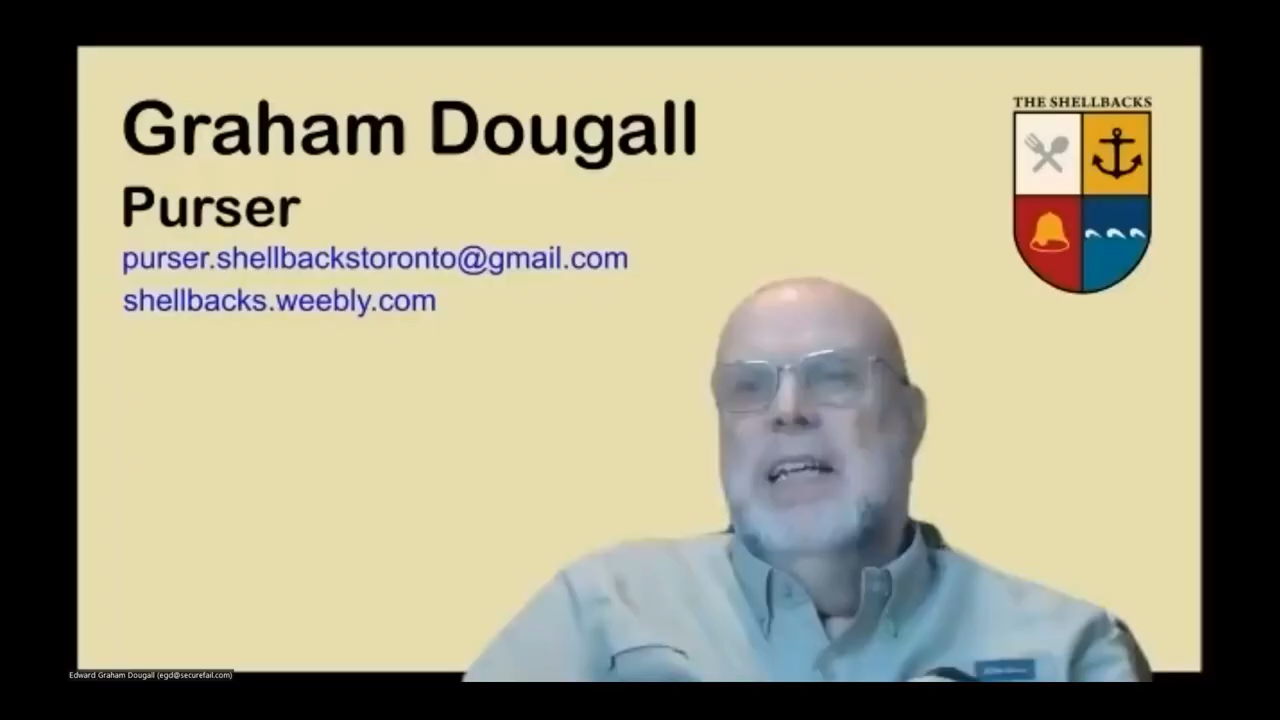 Graham Dougall
Purser
purser.shellbackstoronto@gmail.com
shellbacks.weebly.com
THE SHELLBACKS
Edward Graham Dougall (egd@securefail.com)